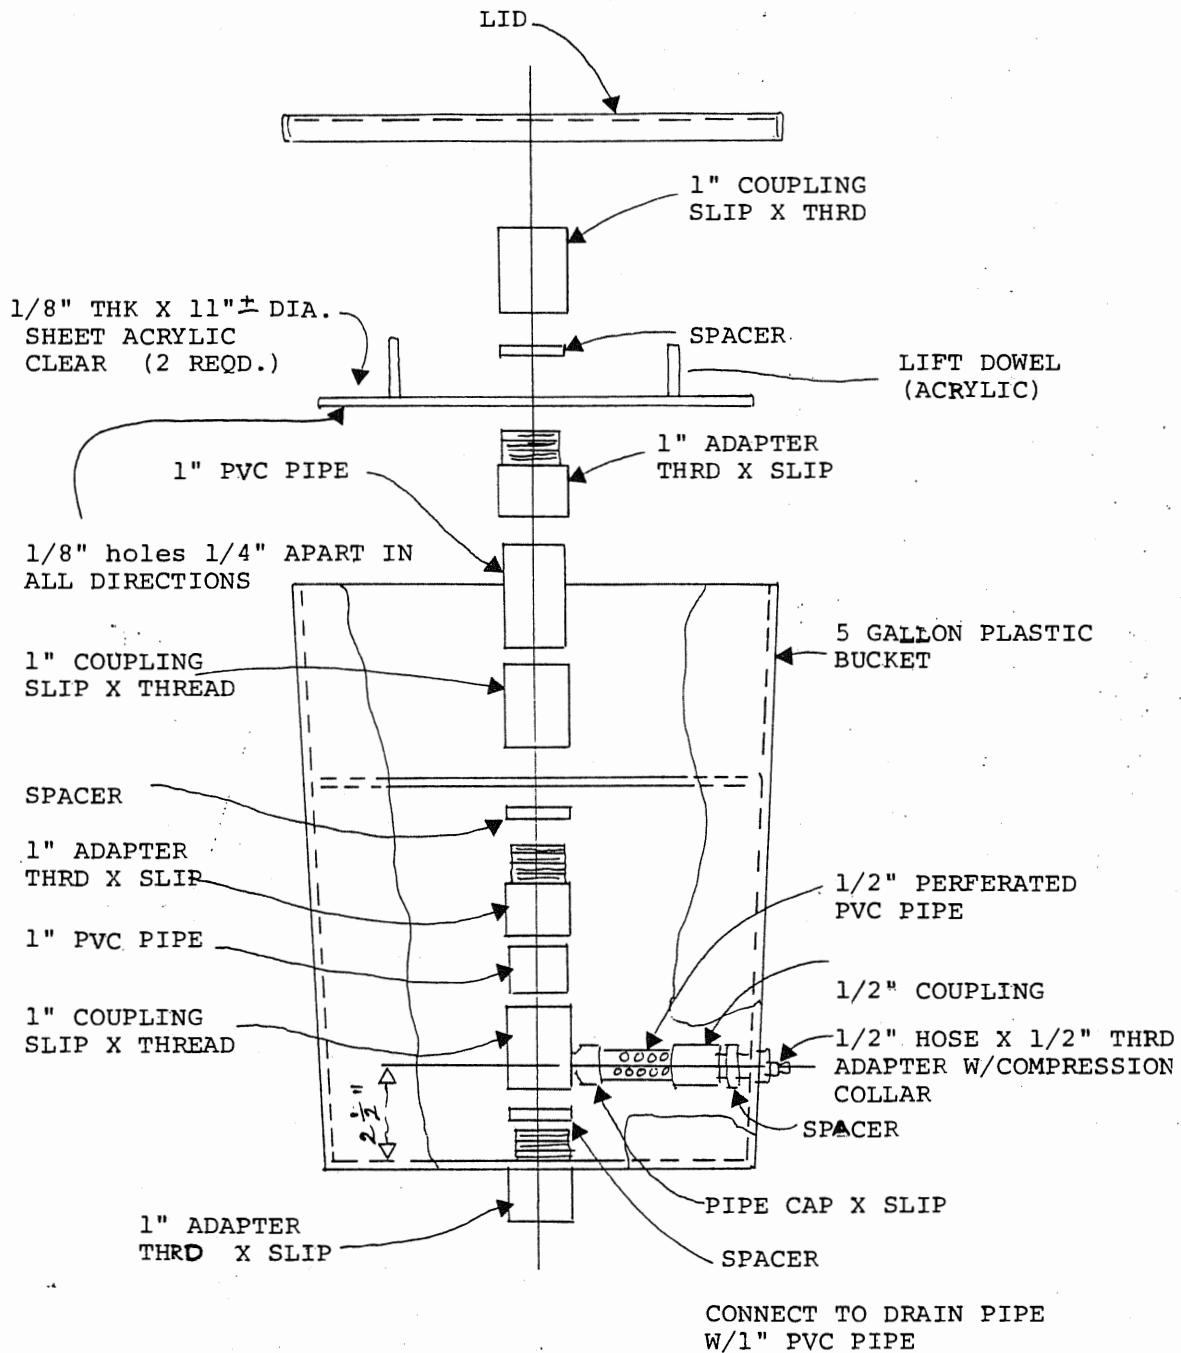 LID
1" COUPLING
SLIP X THRD
1/8" THK X 11"± DIA.
SHEET ACRYLIC
CLEAR (2 REQD.)
SPACER
LIFT DOWEL
(ACRYLIC)
1" ADAPTER
THRD X SLIP
1" PVC PIPE
1/8" holes 1/4" APART IN
ALL DIRECTIONS
5 GALLON PLASTIC
BUCKET
1" COUPLING
SLIP X THREAD
SPACER
1" ADAPTER
THRD X SLIP
1/2" PERFERATED
PVC PIPE
1" PVC PIPE
1/2" COUPLING
1" COUPLING
SLIP X THREAD
1/2" HOSE X 1/2" THRD
ADAPTER W/COMPRESSION
COLLAR
2 1/2"
SPACER
PIPE CAP X SLIP
1" ADAPTER
THRD X SLIP
SPACER
CONNECT TO DRAIN PIPE
W/1" PVC PIPE